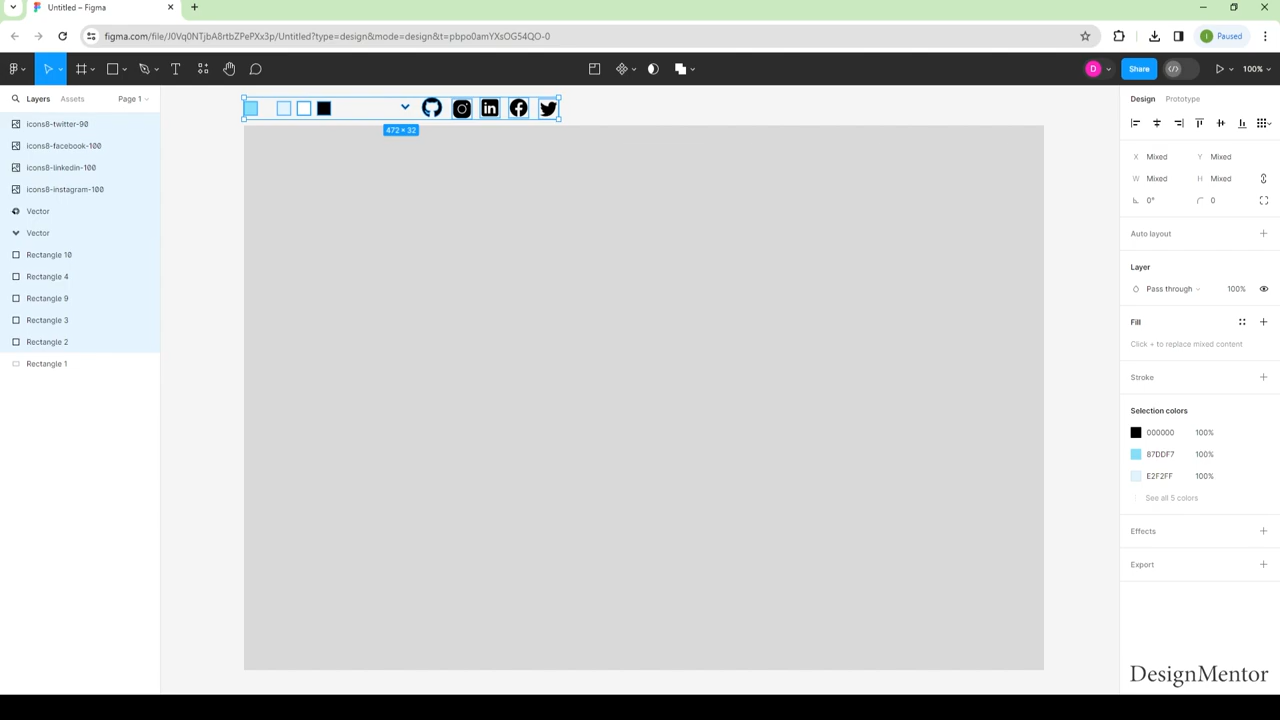 Untitled – Figma
figma.com/file/J0Vq0NTjbA8rtbZPePXx3p/Untitled?type=design&mode=design&t=pbpo0amYXsOG54QO-0
Paused
D
Share
100%
Layers
Assets
Page 1
icons8-twitter-90
icons8-facebook-100
icons8-linkedin-100
icons8-instagram-100
Vector
Vector
Rectangle 10
Rectangle 4
Rectangle 9
Rectangle 3
Rectangle 2
Rectangle 1
in
472 × 32
Design
Prototype
X Mixed
Y Mixed
W Mixed
H Mixed
0°
0
Auto layout
Layer
Pass through
100%
Fill
Click + to replace mixed content
Stroke
Selection colors
000000 100%
87DDF7 100%
E2F2FF 100%
See all 5 colors
Effects
Export
DesignMentor